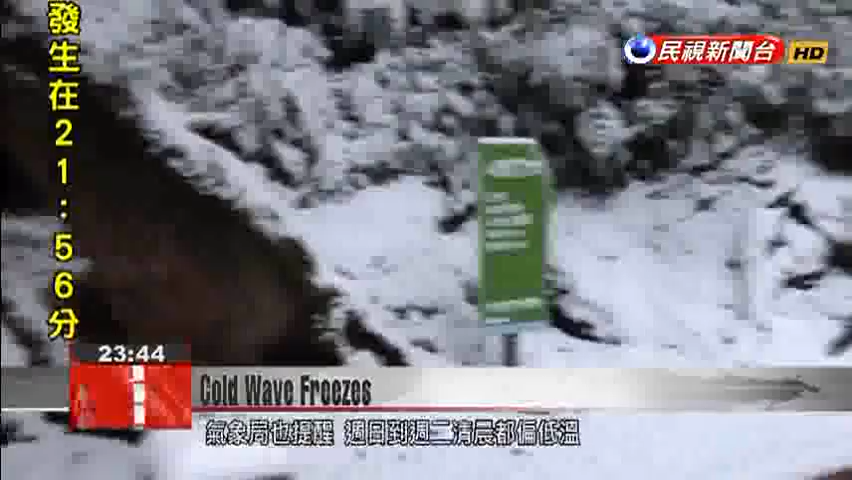 發生在21:56分
民視新聞台 HD
23:44
Cold Wave Freezes
氣象局也提醒 週日到週二清晨都偏低溫